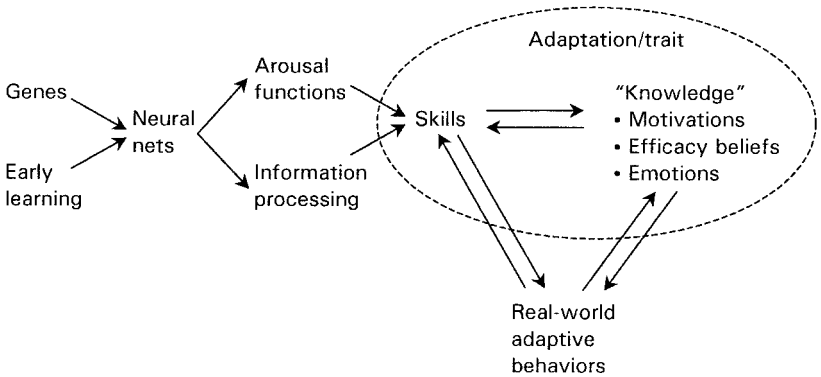 Adaptation/trait
Genes
Early
learning
Neural
nets
Arousal
functions
Information
processing
Skills
“Knowledge”
• Motivations
• Efficacy beliefs
• Emotions
Real-world
adaptive
behaviors